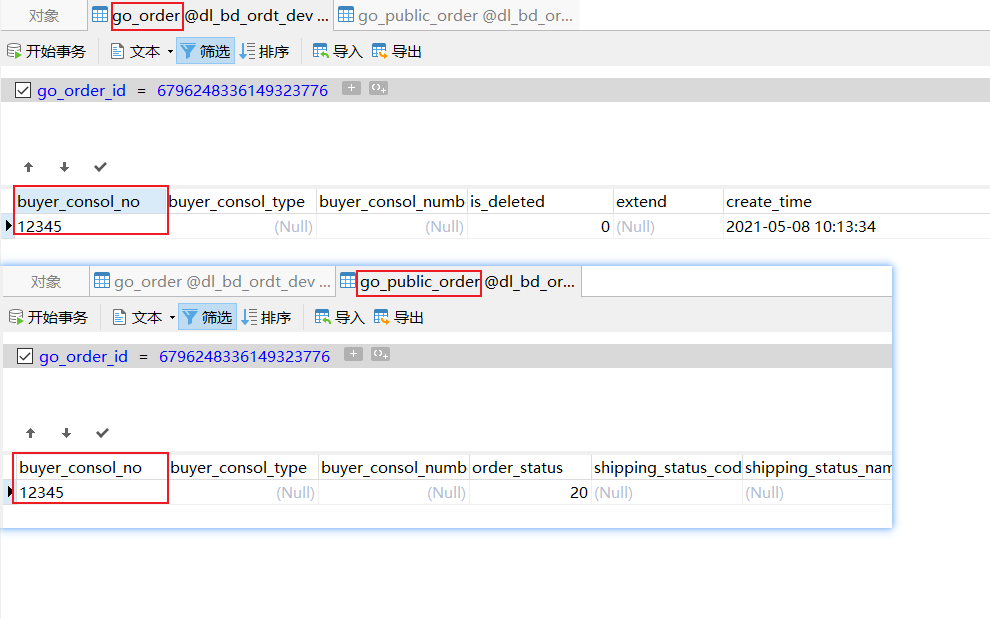 对象 go_order @dl_bd_ordt_dev ... go_public_order @dl_bd_or...
开始事务 文本 筛选 排序 导入 导出
go_order_id = 6796248336149323776
buyer_consol_no buyer_consol_type buyer_consol_numb is_deleted extend create_time
12345 (Null) (Null) 0 (Null) 2021-05-08 10:13:34
对象 go_order @dl_bd_ordt_dev ... go_public_order @dl_bd_or...
开始事务 文本 筛选 排序 导入 导出
go_order_id = 6796248336149323776
buyer_consol_no buyer_consol_type buyer_consol_numb order_status shipping_status_cod shipping_status_nam
12345 (Null) (Null) 20 (Null) (Null)